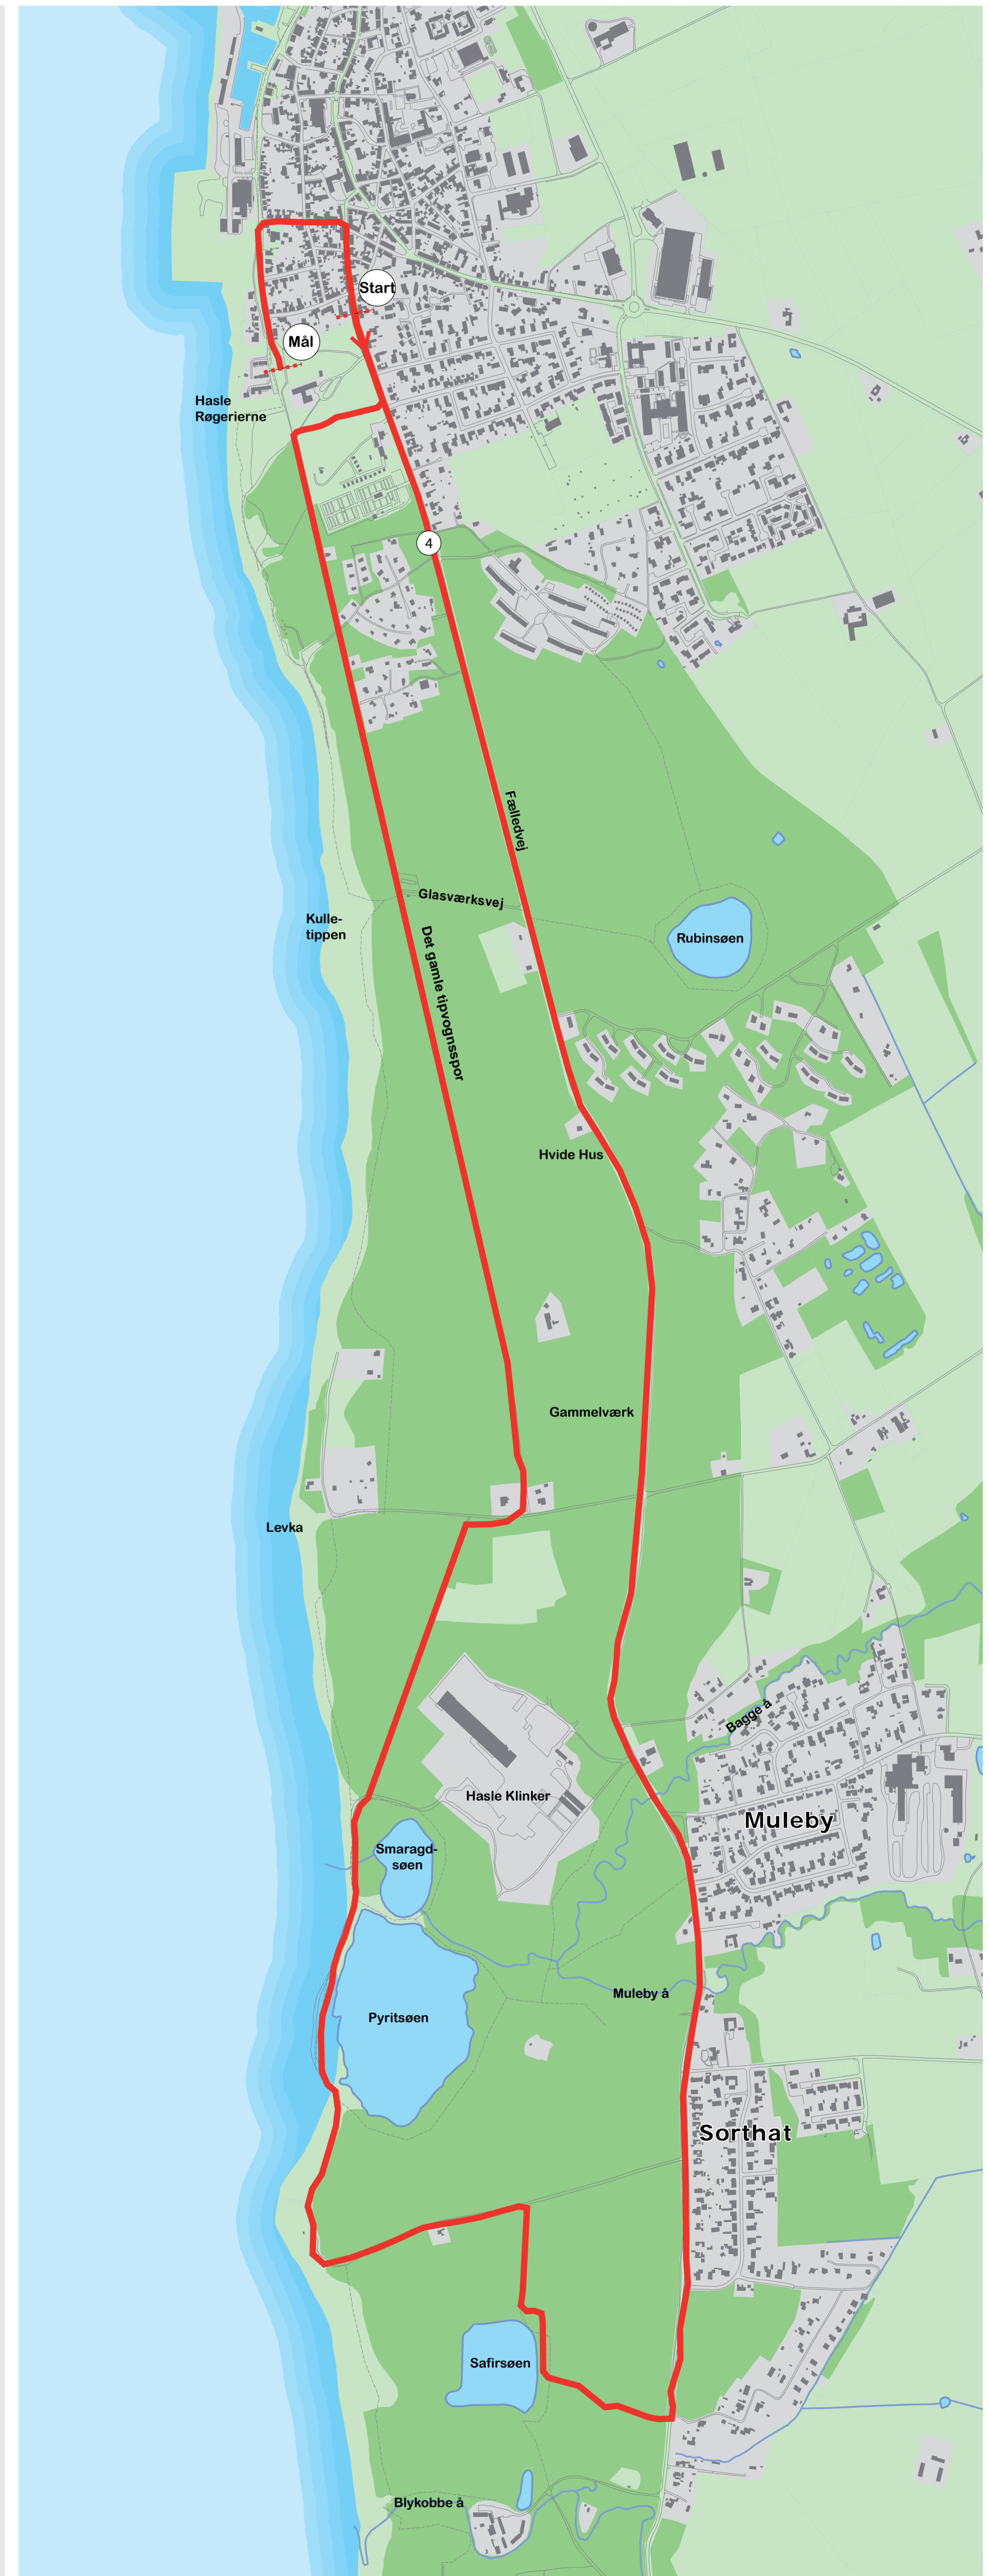 Start
Mål
Hasle
Røgerierne
4
Fælledvej
Glasværksvej
Kulle-
tippen
Rubinsøen
Det gamle tipvognsspor
Hvide Hus
Gammelværk
Levka
Bagge å
Hasle Klinker
Muleby
Smaragd-
søen
Muleby å
Pyritsøen
Sorthat
Safirsøen
Blykobbe å